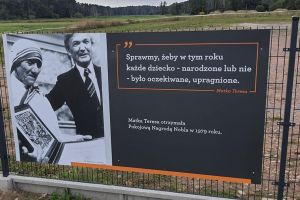 Sprawmy, żeby w tym roku
każde dziecko - narodzone lub nie
- było oczekiwane, upragnione.
Matka Teresa
Matka Teresa otrzymała
Pokojową Nagrodę Nobla w 1979 roku.